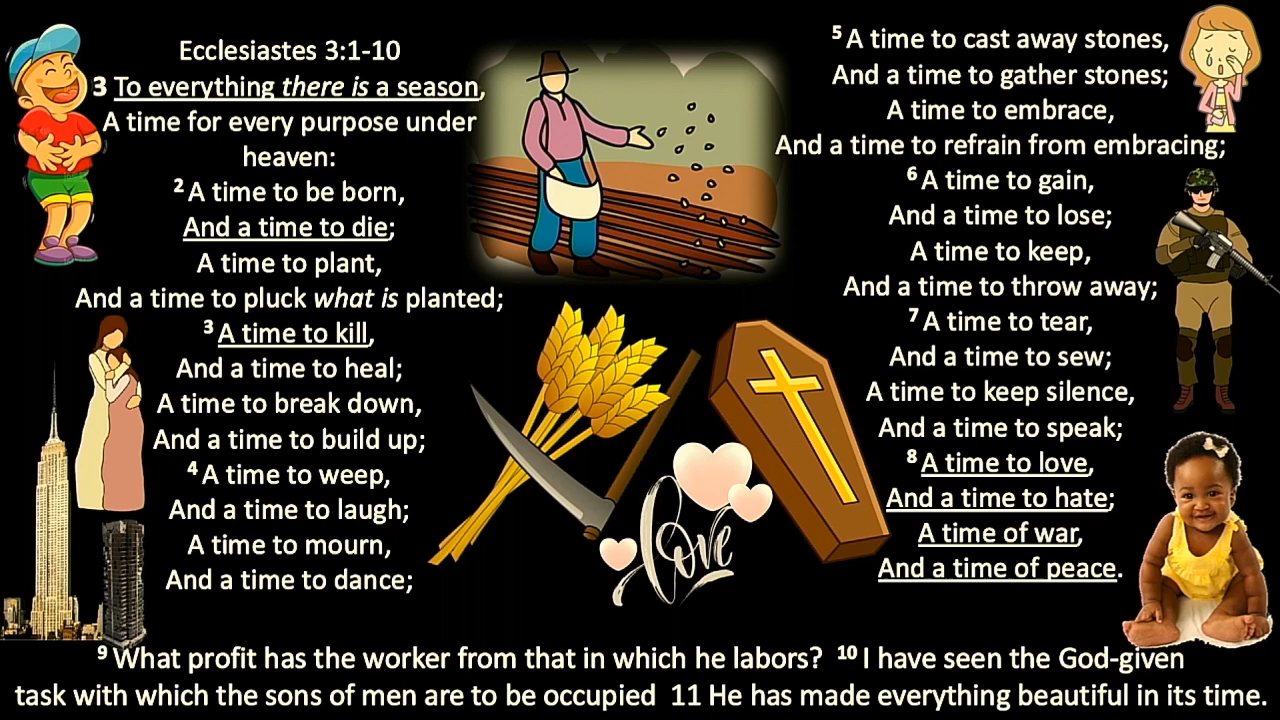 Ecclesiastes 3:1-10
3 To everything there is a season,
A time for every purpose under
heaven:
2 A time to be born,
And a time to die;
A time to plant,
And a time to pluck what is planted;
3 A time to kill,
And a time to heal;
A time to break down,
And a time to build up;
4 A time to weep,
And a time to laugh;
A time to mourn,
And a time to dance;
Love
5 A time to cast away stones,
And a time to gather stones;
A time to embrace,
And a time to refrain from embracing;
6 A time to gain,
And a time to lose;
A time to keep,
And a time to throw away;
7 A time to tear,
And a time to sew;
A time to keep silence,
And a time to speak;
8 A time to love,
And a time to hate;
A time of war,
And a time of peace.
9 What profit has the worker from that in which he labors? 10 I have seen the God-given
task with which the sons of men are to be occupied 11 He has made everything beautiful in its time.